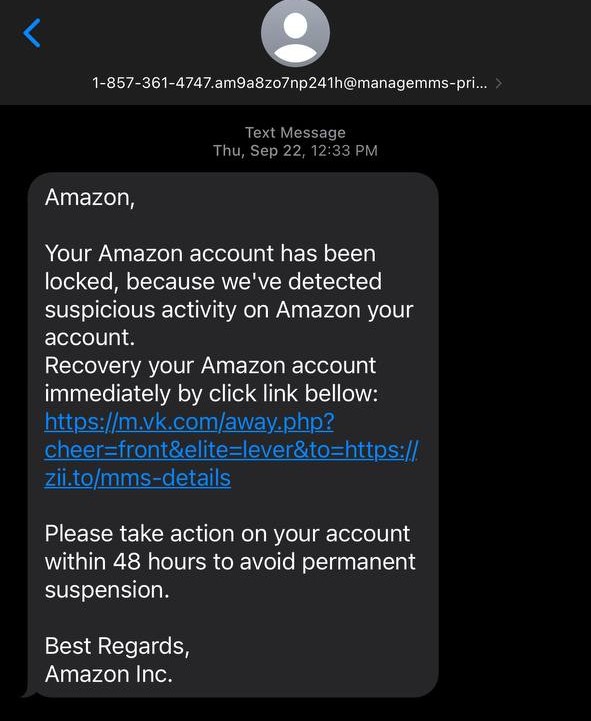 1-857-361-4747.am9a8zo7np241h@managemms-pri...
Text Message
Thu, Sep 22, 12:33 PM
Amazon,
Your Amazon account has been
locked, because we've detected
suspicious activity on Amazon your
account.
Recovery your Amazon account
immediately by click link bellow:
https://m.vk.com/away.php?
cheer=front&elite=lever&to=https://
zii.to/mms-details
Please take action on your account
within 48 hours to avoid permanent
suspension.
Best Regards,
Amazon Inc.